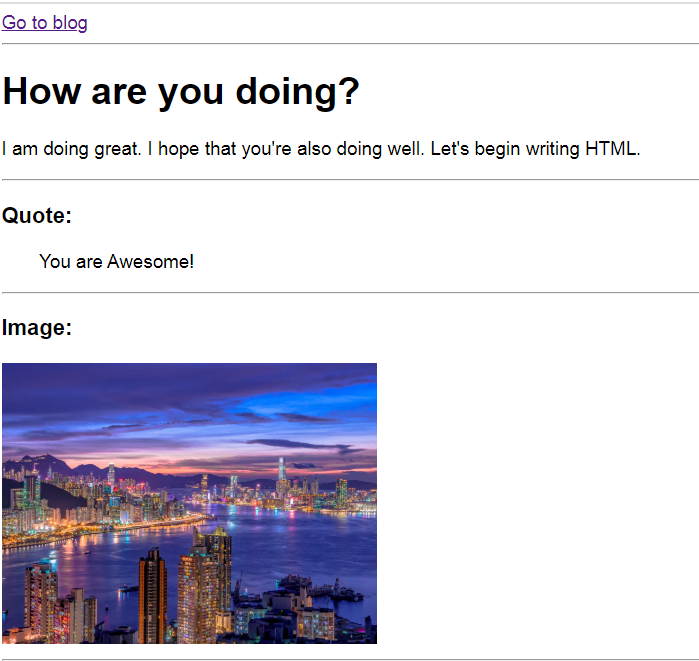 Go to blog
How are you doing?
I am doing great. I hope that you're also doing well. Let's begin writing HTML.
Quote:
You are Awesome!
Image: